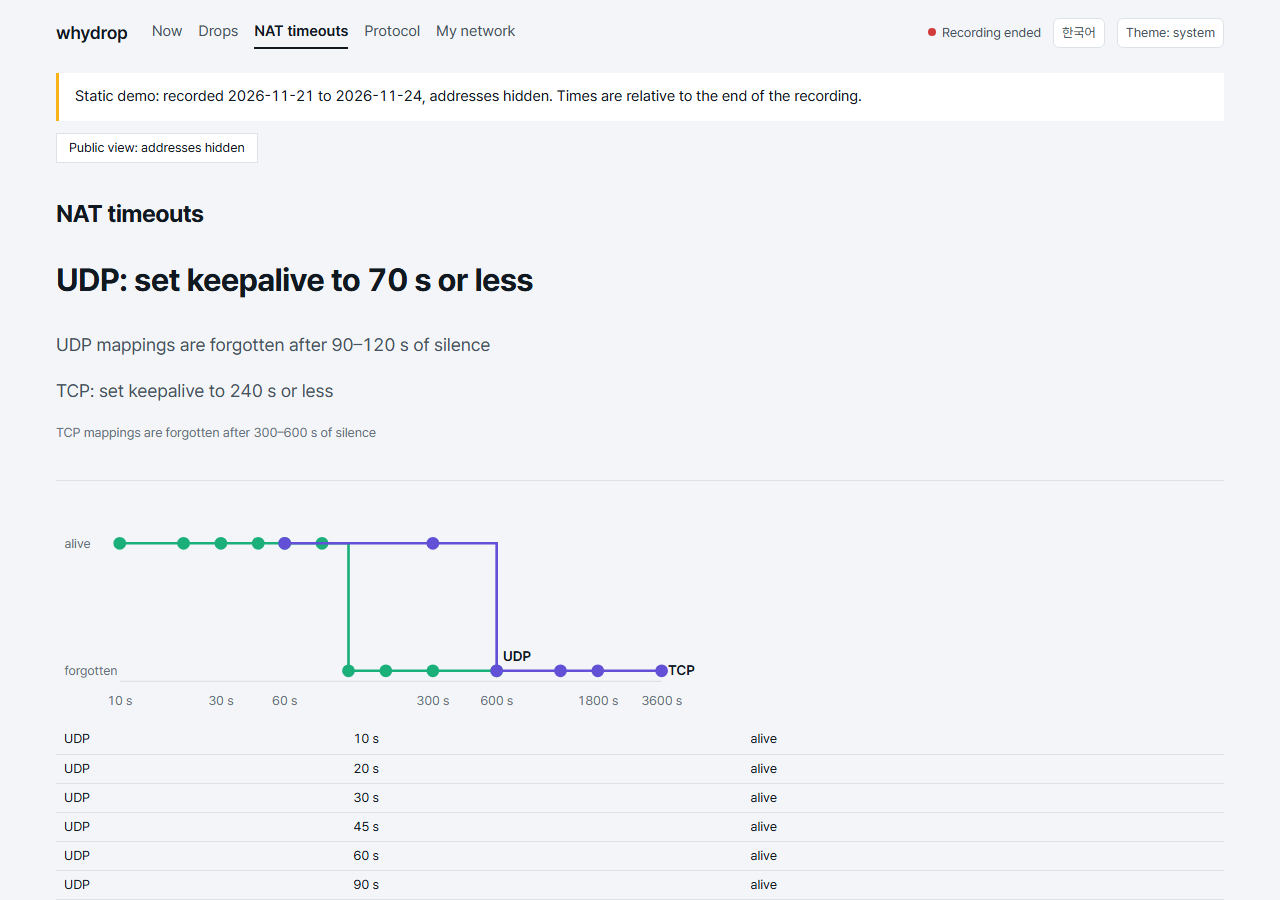 whydrop Now Drops NAT timeouts Protocol My network Recording ended 한국어 Theme: system
Static demo: recorded 2026-11-21 to 2026-11-24, addresses hidden. Times are relative to the end of the recording.
Public view: addresses hidden
NAT timeouts
UDP: set keepalive to 70 s or less
UDP mappings are forgotten after 90–120 s of silence
TCP: set keepalive to 240 s or less
TCP mappings are forgotten after 300–600 s of silence
alive
UDP
forgotten TCP
10 s 30 s 60 s 300 s 600 s 1800 s 3600 s
UDP 10 s alive
UDP 20 s alive
UDP 30 s alive
UDP 45 s alive
UDP 60 s alive
UDP 90 s alive